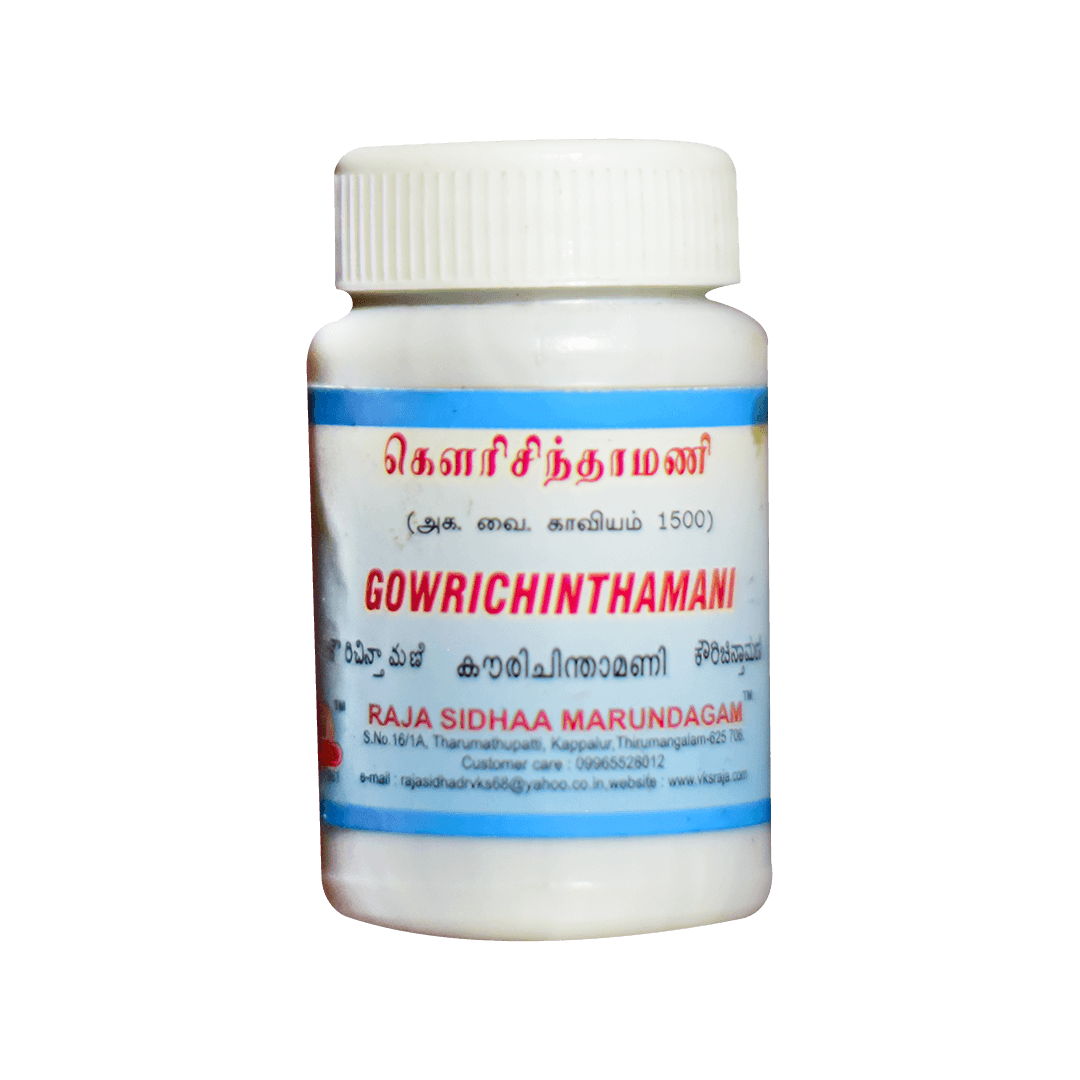 கௌரிசிந்தாமணி
(அக. வை. காவியம் 1500)
GOWRICHINTHAMANI
കൗരിചിന്താമണി
RAJA SIDHAA MARUNDAGAM™
S.No.16/1A, Tharumathupatti, Kappalur,Thirumangalam-625 706.
Customer care : 09965528012
e-mail : rajasidhadrvks68@yahoo.co.in,website : www.vksraja.com